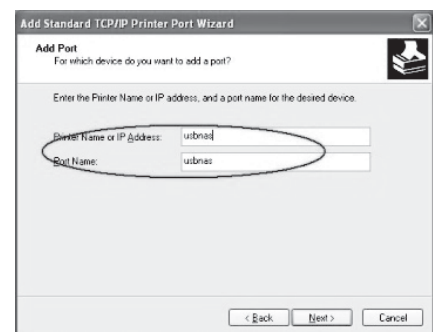 Add Standard TCP/IP Printer Port Wizard
Add Port
For which device do you want to add a port?
Enter the Printer Name or IP address, and a port name for the desired device.
Printer Name or IP Address: usbnas
Port Name: usbnas
< Back Next > Cancel